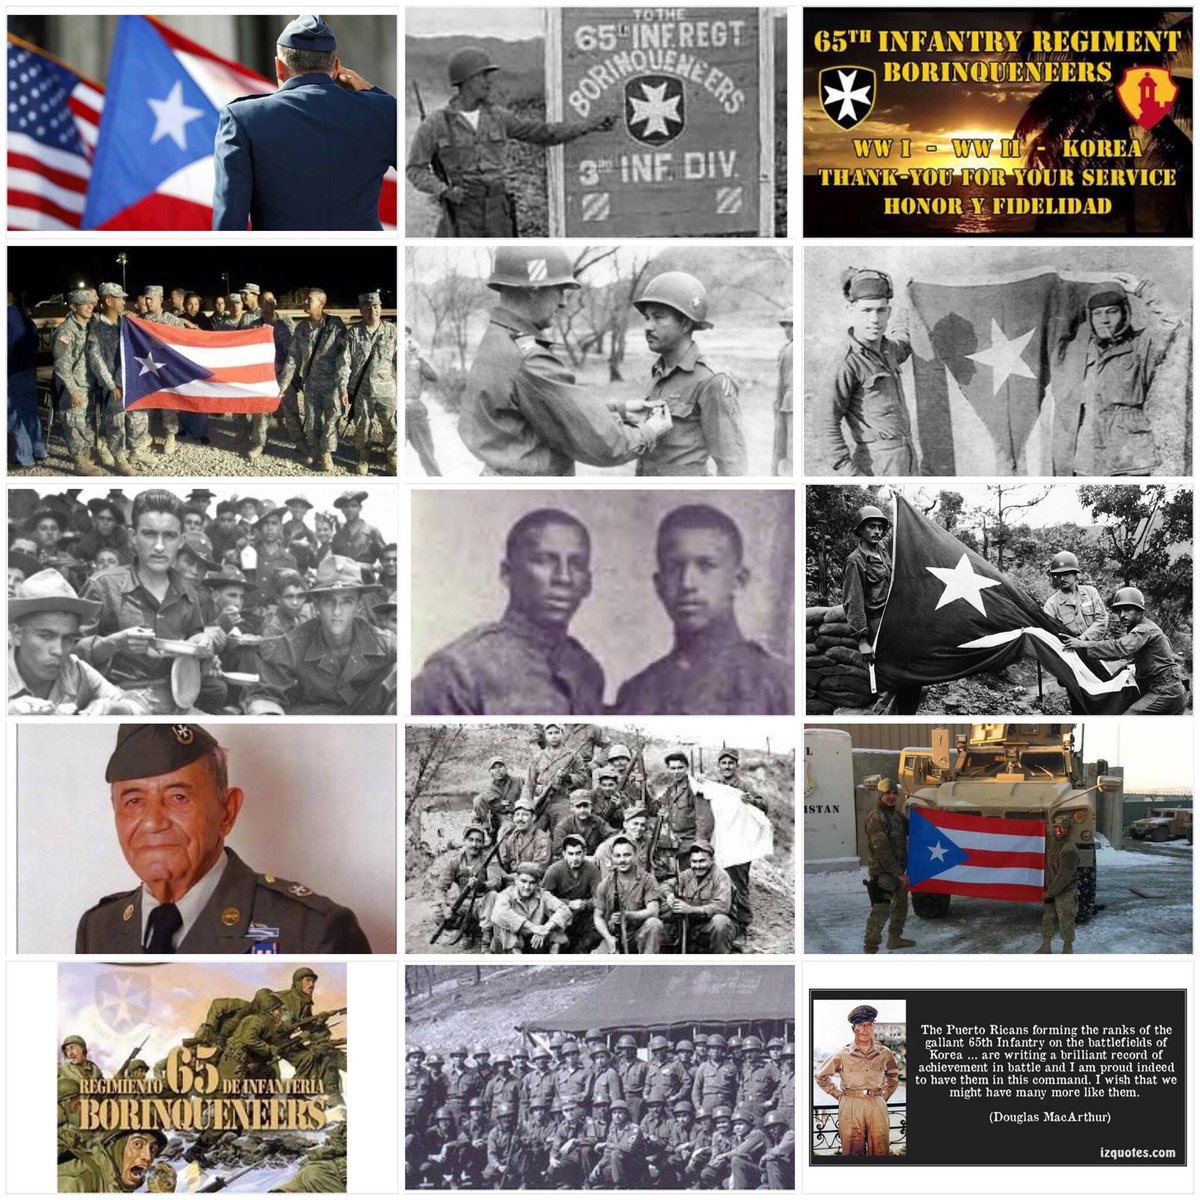 TO THE
65TH INF. REGT
BORINQUENEERS
3RD INF. DIV.
65TH INFANTRY REGIMENT
BORINQUENEERS
WW I - WW II - KOREA
THANK-YOU FOR YOUR SERVICE
HONOR Y FIDELIDAD
STAN
REGIMIENTO 65 DE INFANTERIA
BORINQUENEERS
The Puerto Ricans forming the ranks of the
gallant 65th Infantry on the battlefields of
Korea ... are writing a brilliant record of
achievement in battle and I am proud indeed
to have them in this command. I wish that we
might have many more like them.
(Douglas MacArthur)
izquotes.com